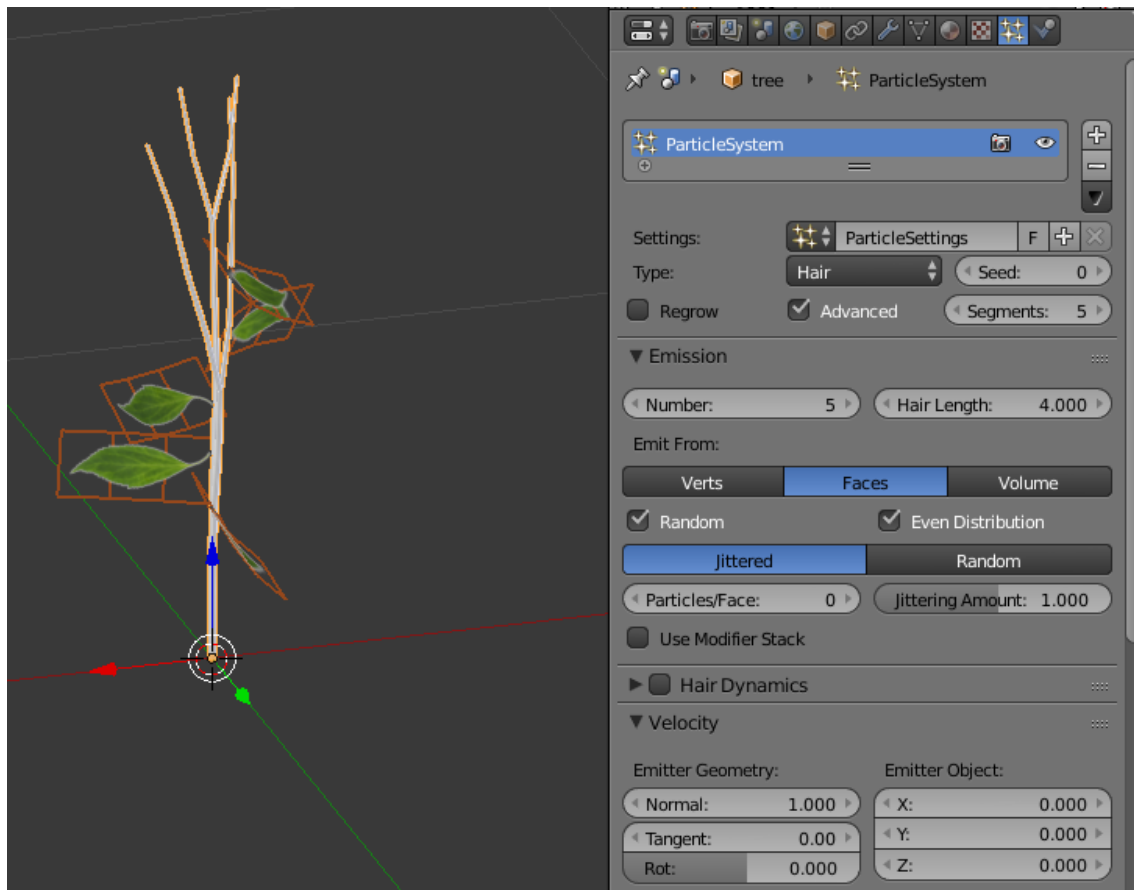 tree ParticleSystem
ParticleSystem
Settings: ParticleSettings F
Type: Hair Seed: 0
Regrow Advanced Segments: 5
Emission
Number: 5 Hair Length: 4.000
Emit From:
Verts Faces Volume
Random Even Distribution
Jittered Random
Particles/Face: 0 Jittering Amount: 1.000
Use Modifier Stack
Hair Dynamics
Velocity
Emitter Geometry: Emitter Object:
Normal: 1.000 X: 0.000
Tangent: 0.00 Y: 0.000
Rot: 0.000 Z: 0.000